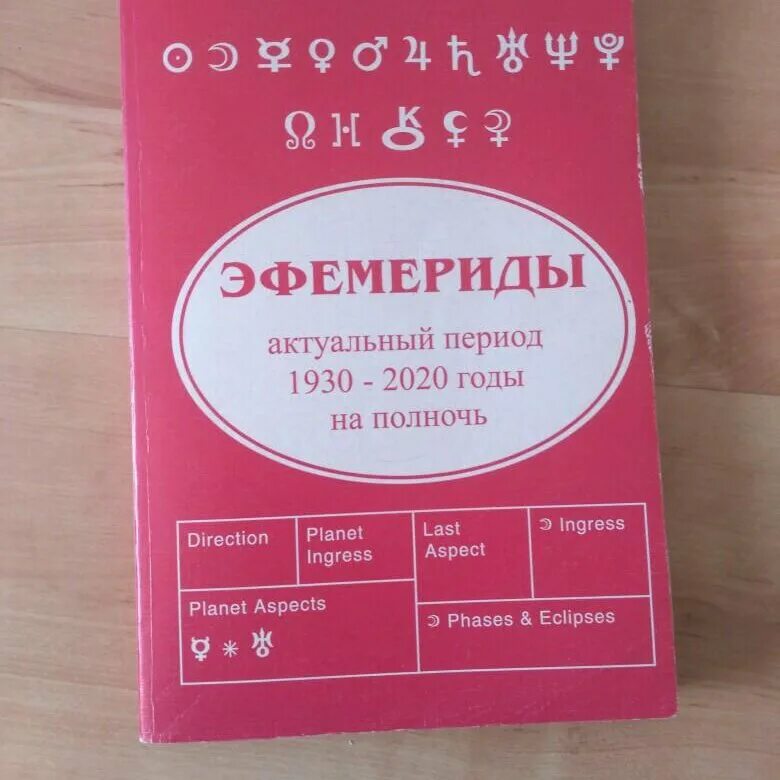 ☉ ☽ ☿ ♀ ♂ ♃ ♄ ♅ ♆ ♇
☊ ⚷ ⚸
ЭФЕМЕРИДЫ
актуальный период
1930 - 2020 годы
на полночь
Direction
Planet
Ingress
Last
Aspect
☽ Ingress
Planet Aspects
☿ ⚹ ♅
☽ Phases & Eclipses